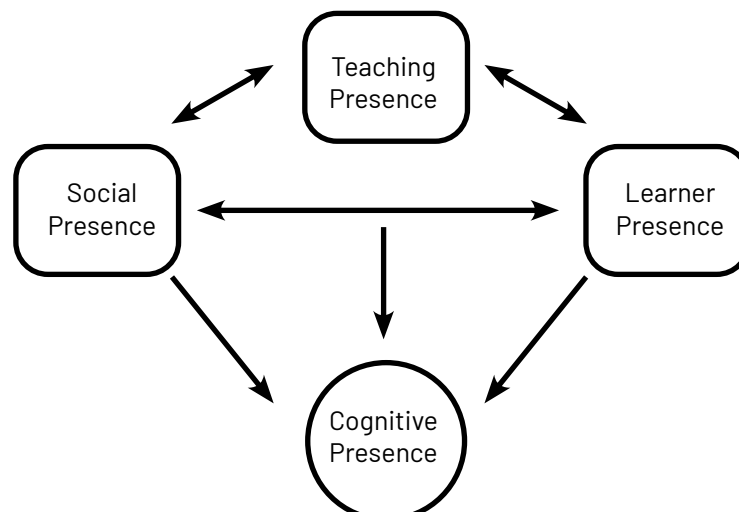 Teaching
Presence
Social
Presence
Learner
Presence
Cognitive
Presence